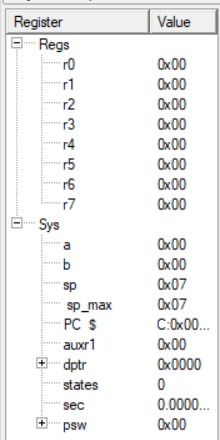 Register Value
Regs
r0 0x00
r1 0x00
r2 0x00
r3 0x00
r4 0x00
r5 0x00
r6 0x00
r7 0x00
Sys
a 0x00
b 0x00
sp 0x07
sp_max 0x07
PC $ C:0x00...
auxr1 0x00
dptr 0x0000
states 0
sec 0.0000...
psw 0x00